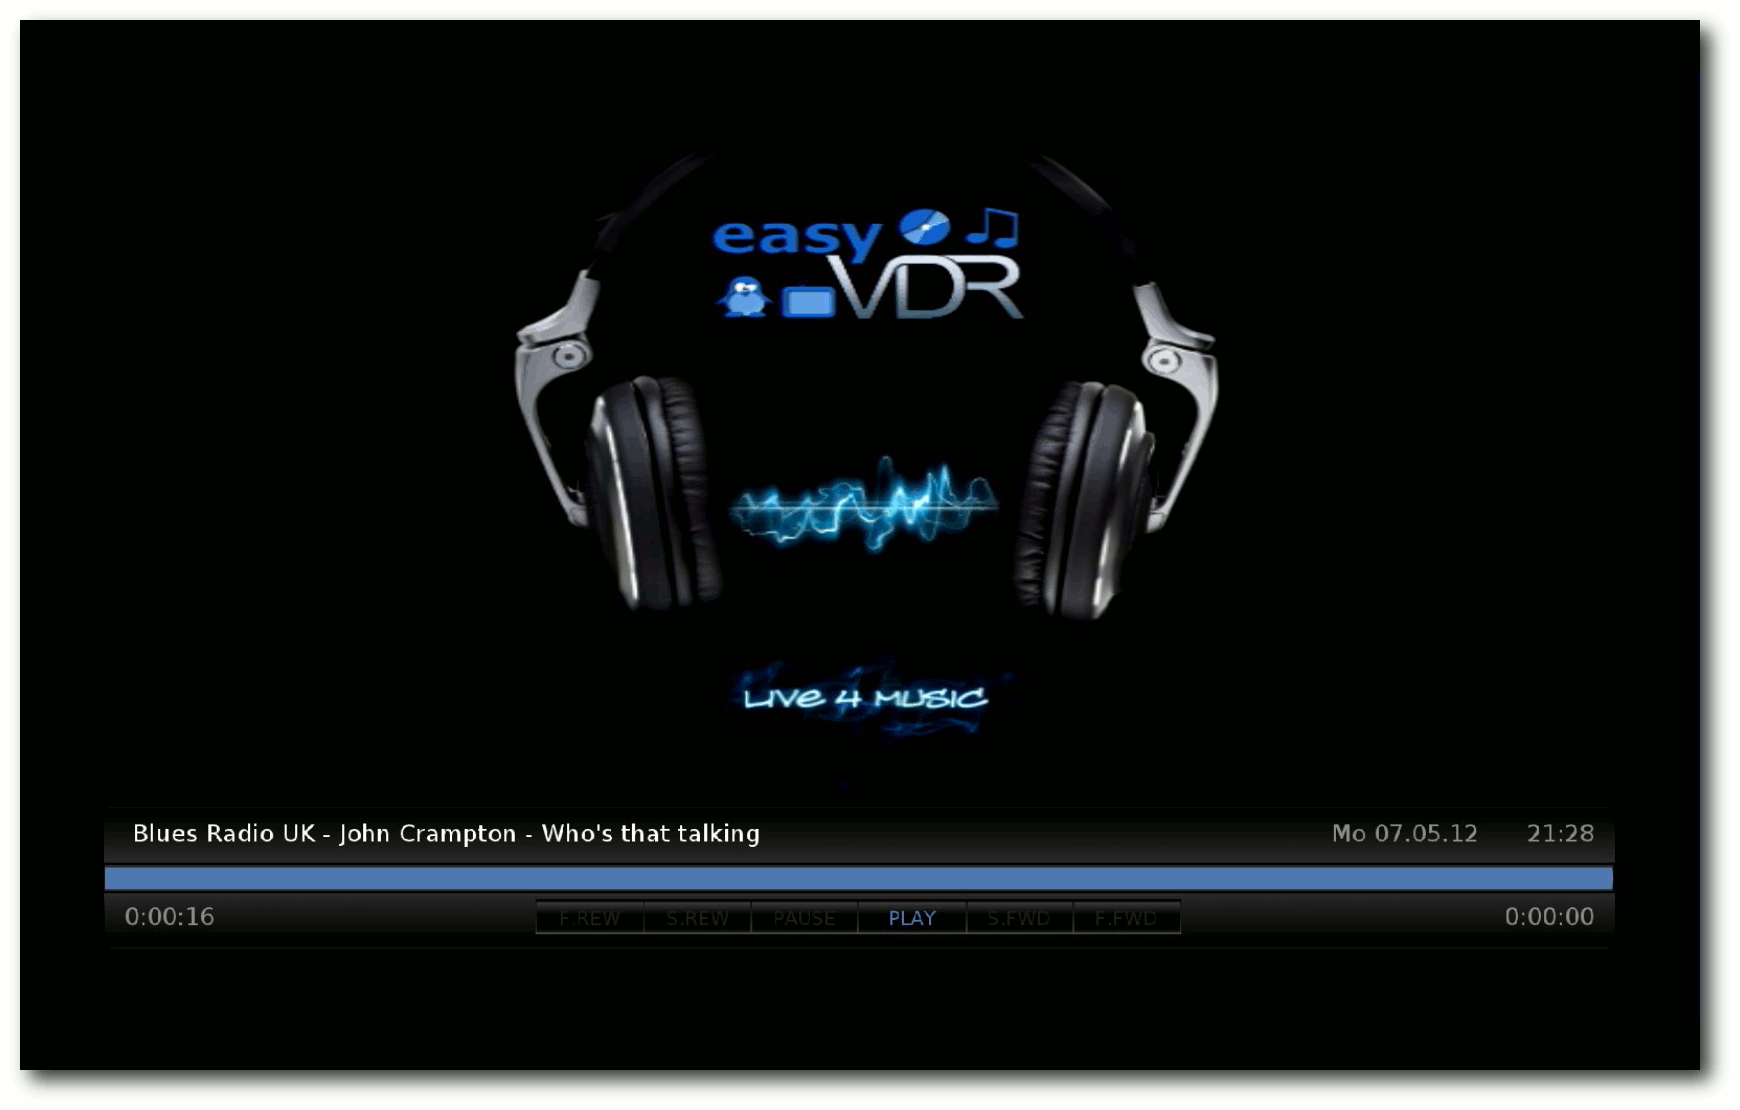 easy
VDR
LIVE 4 MUSIC
Blues Radio UK - John Crampton - Who's that talking Mo 07.05.12 21:28
0:00:16 F.REW S.REW PAUSE PLAY S.FWD F.FWD 0:00:00